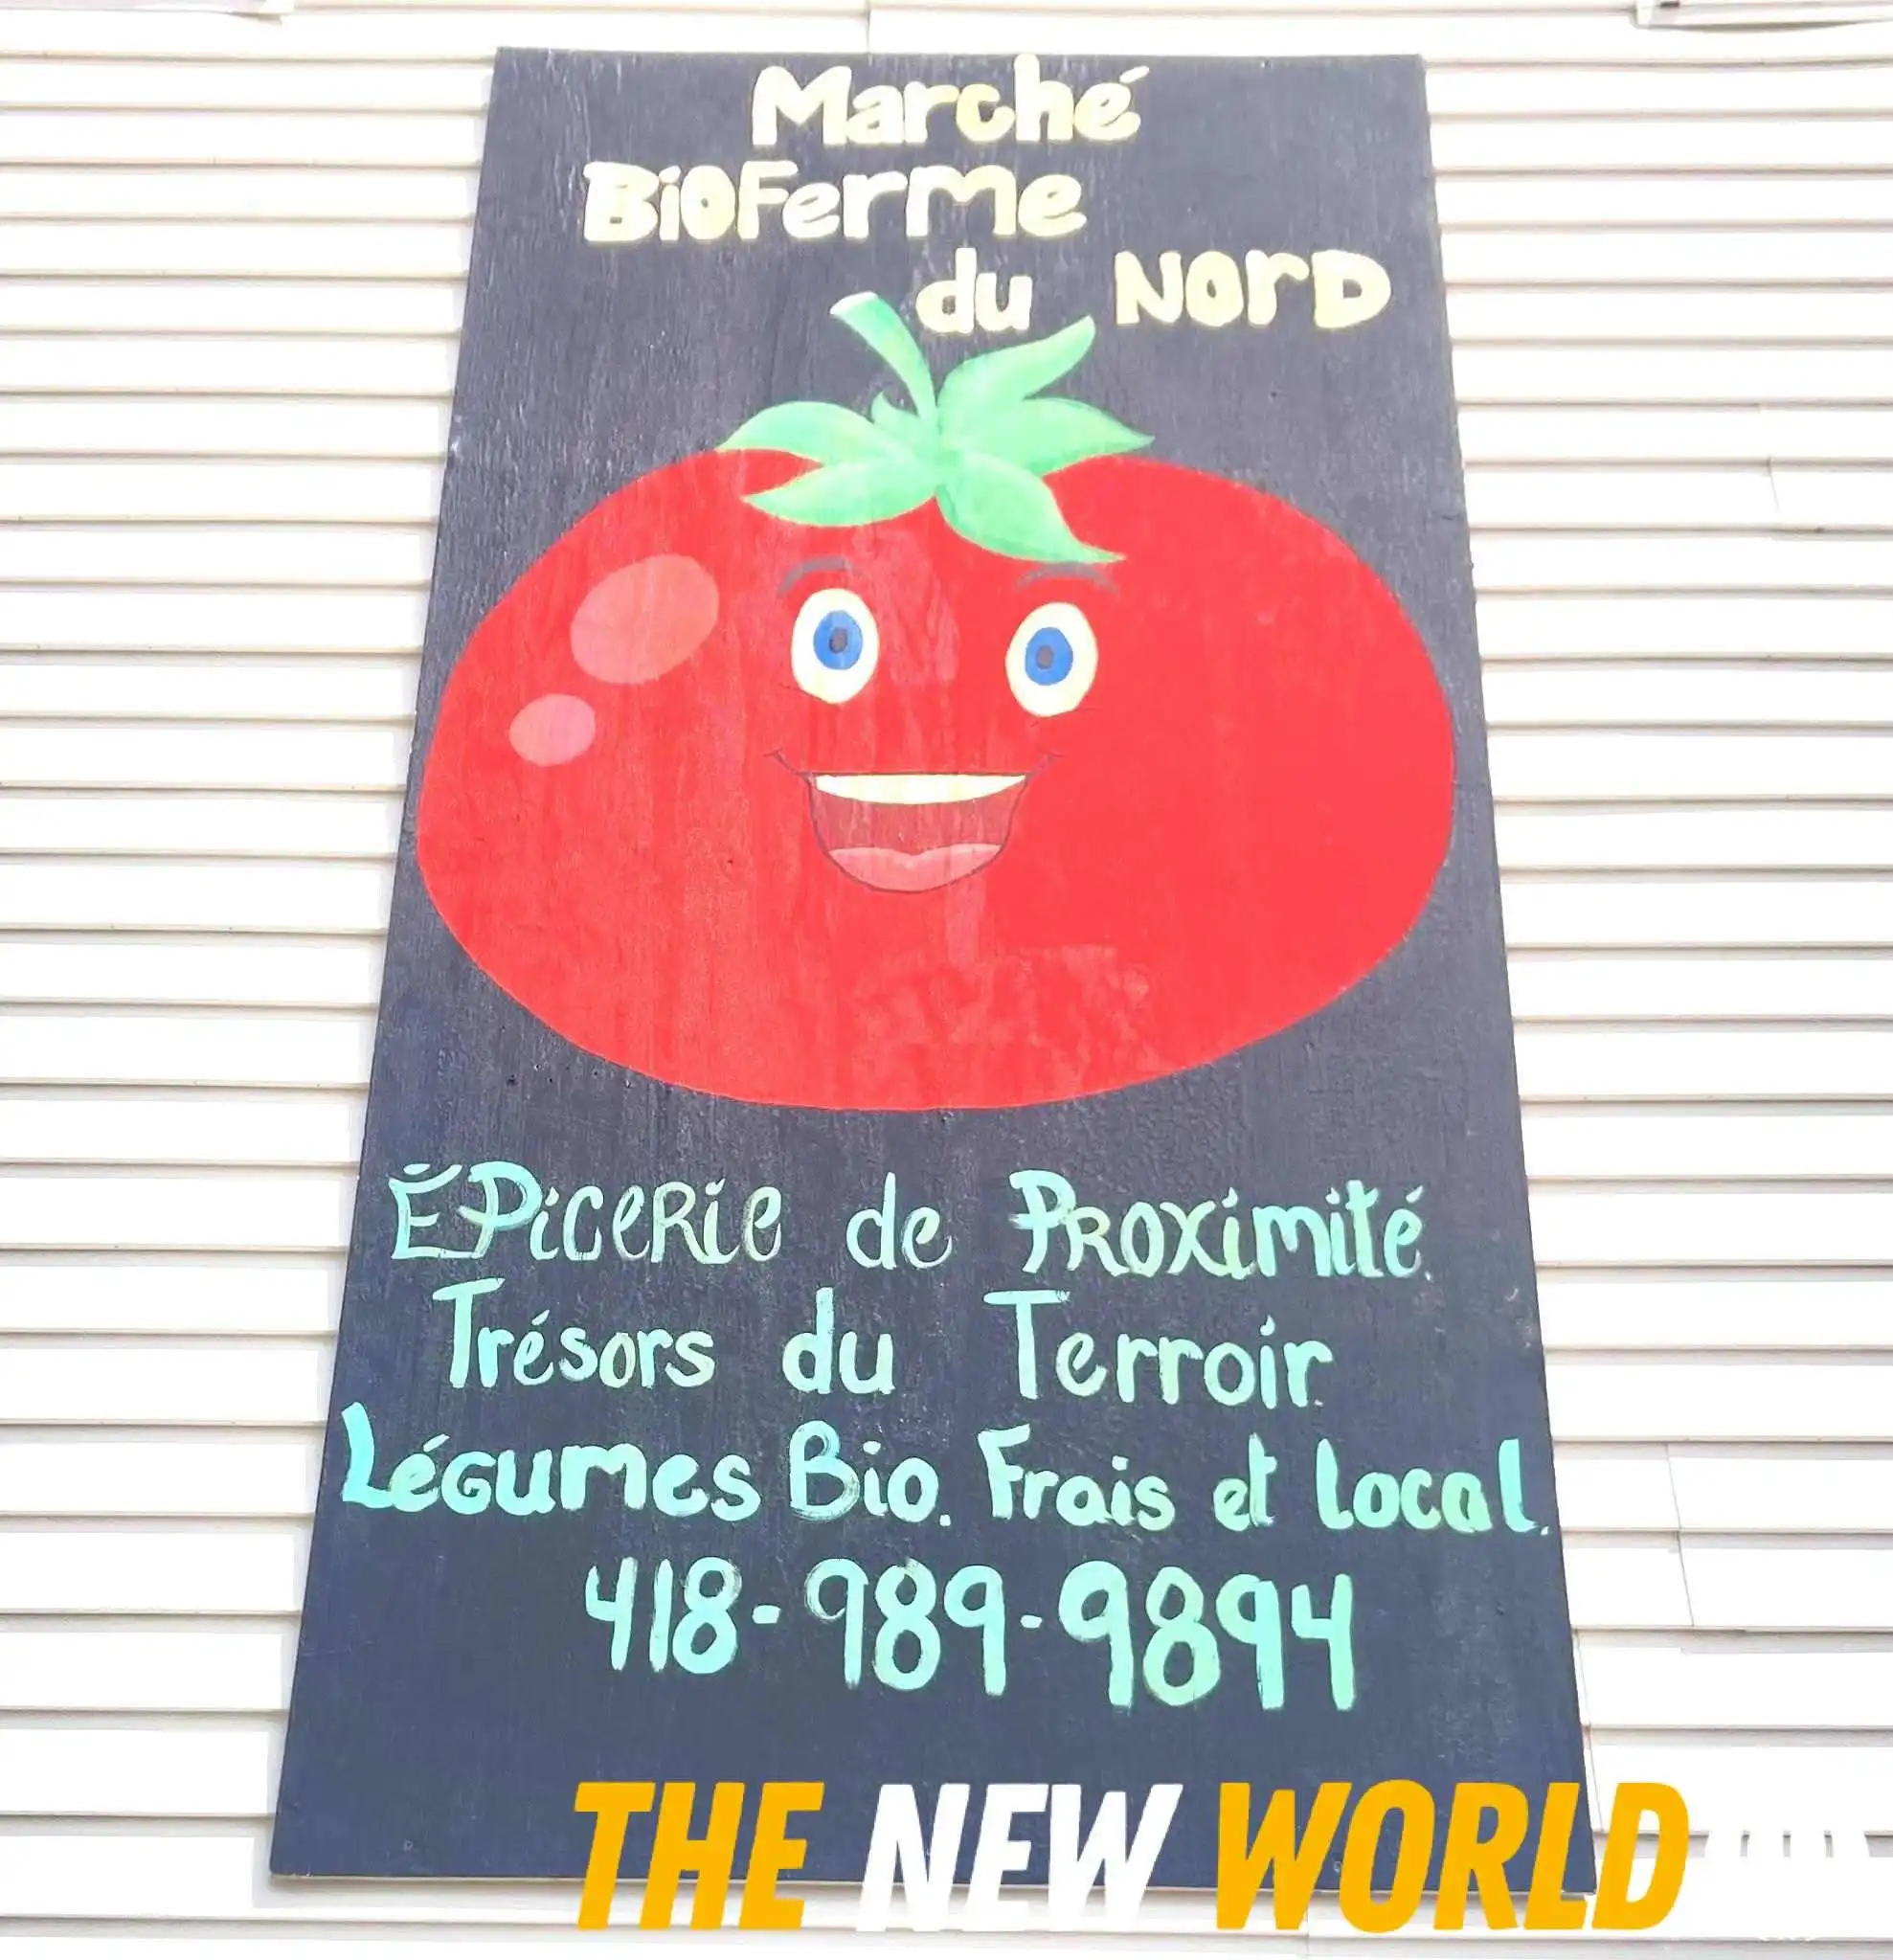 Marché
BioFerme
du NorD
ÉPicerie de Proximité
Trésors du Terroir
Légumes Bio. Frais et local.
418-989-9894
THE NEW WORLD